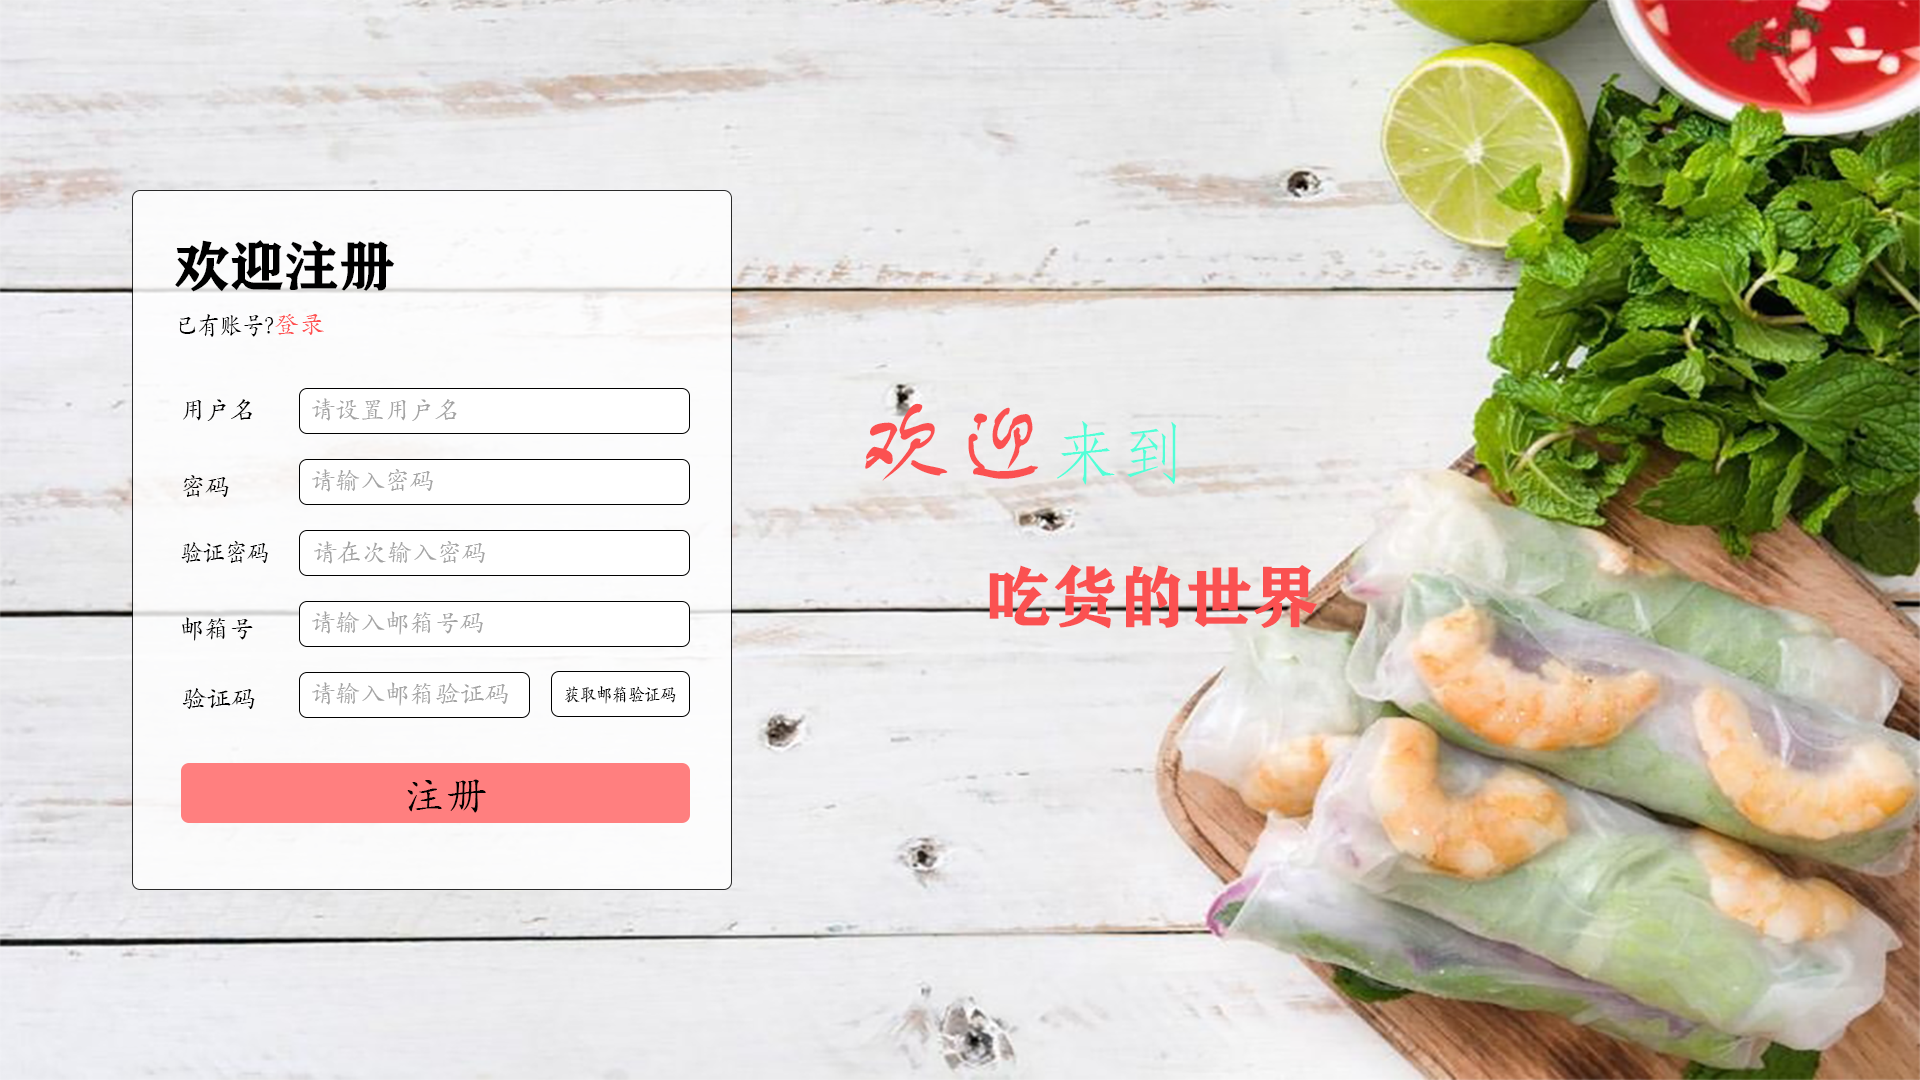 欢迎注册
已有账号?登录
用户名 请设置用户名
密码 请输入密码
验证密码 请在次输入密码
邮箱号 请输入邮箱号码
验证码 请输入邮箱验证码 获取邮箱验证码
注册
欢迎来到
吃货的世界